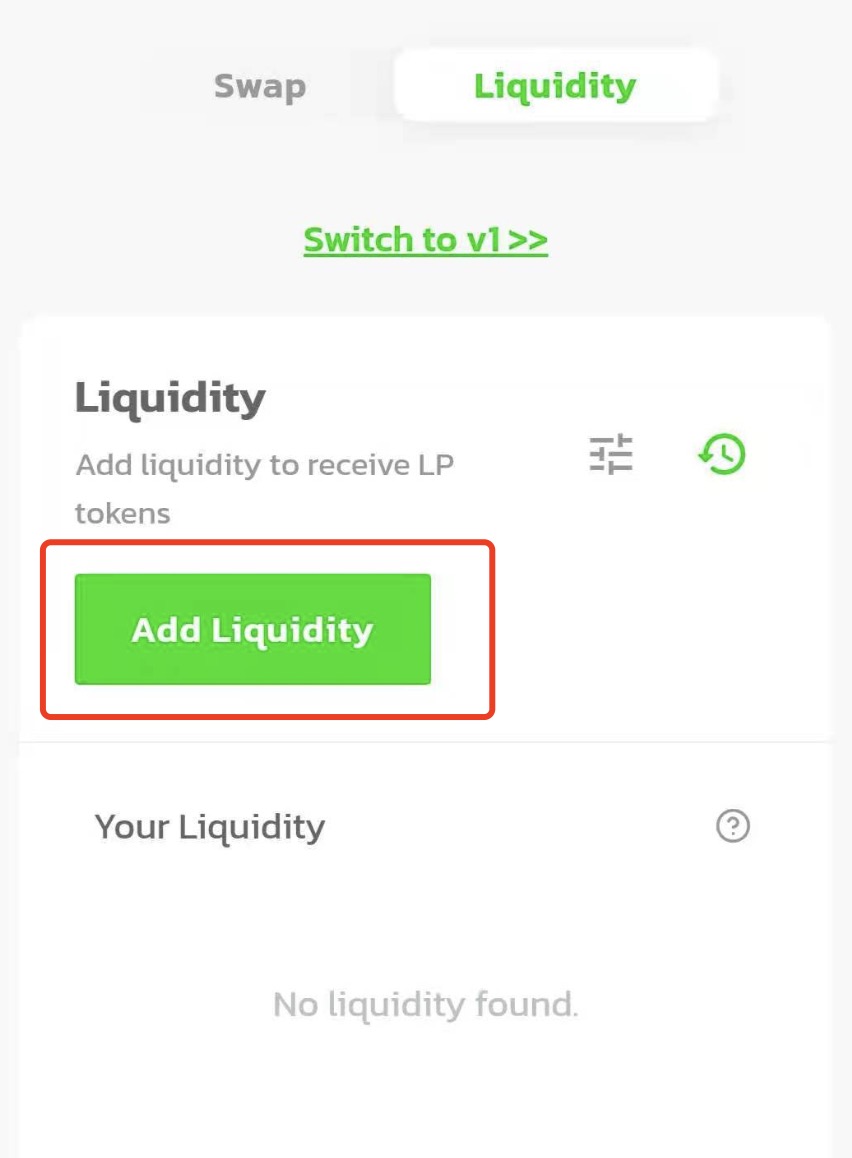 Swap
Liquidity
Switch to v1 >>
Liquidity
Add liquidity to receive LP
tokens
Add Liquidity
Your Liquidity
?
No liquidity found.